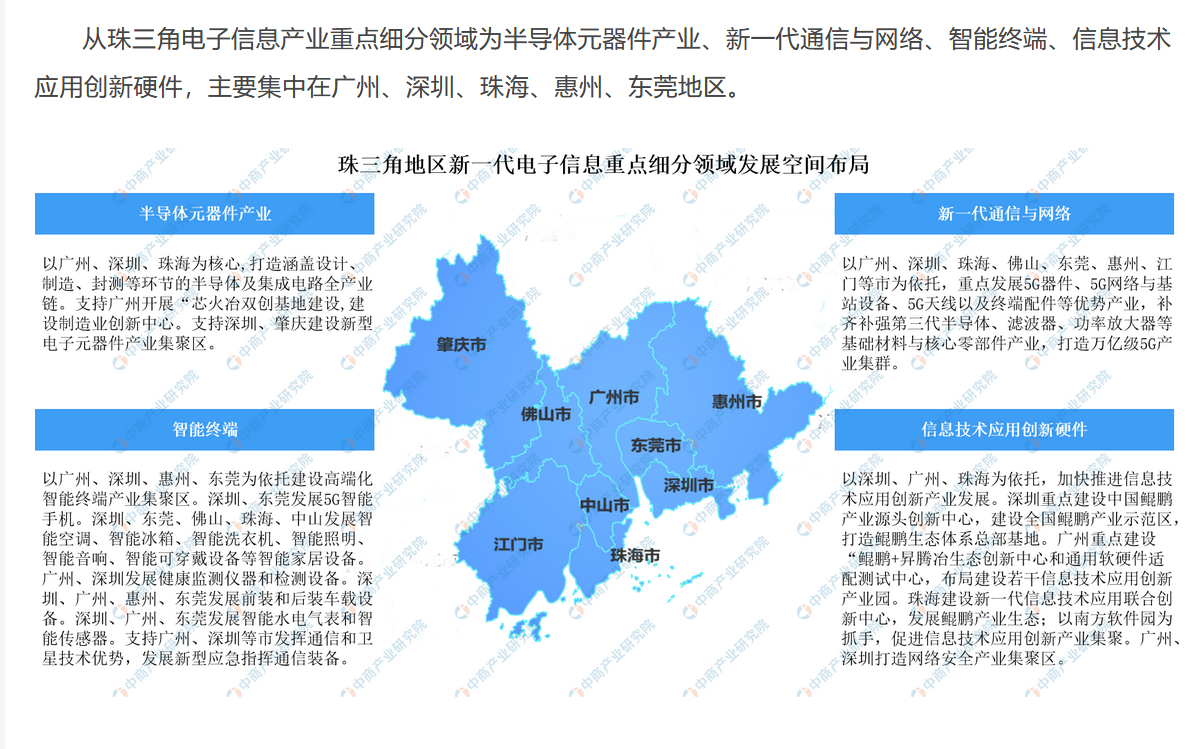 从珠三角电子信息产业重点细分领域为半导体元器件产业、新一代通信与网络、智能终端、信息技术
应用创新硬件，主要集中在广州、深圳、珠海、惠州、东莞地区。
珠三角地区新一代电子信息重点细分领域发展空间布局
半导体元器件产业
以广州、深圳、珠海为核心,打造涵盖设计、
制造、封测等环节的半导体及集成电路全产业
链。支持广州开展“芯火冶双创基地建设,建
设制造业创新中心。支持深圳、肇庆建设新型
电子元器件产业集聚区。
智能终端
以广州、深圳、惠州、东莞为依托建设高端化
智能终端产业集聚区。深圳、东莞发展5G智能
手机。深圳、东莞、佛山、珠海、中山发展智
能空调、智能冰箱、智能洗衣机、智能照明、
智能音响、智能可穿戴设备等智能家居设备。
广州、深圳发展健康监测仪器和检测设备。深
圳、广州、惠州、东莞发展前装和后装车载设
备。深圳、广州、东莞发展智能水电气表和智
能传感器。支持广州、深圳等市发挥通信和卫
星技术优势，发展新型应急指挥通信装备。
肇庆市
广州市
惠州市
佛山市
东莞市
深圳市
中山市
江门市
珠海市
新一代通信与网络
以广州、深圳、珠海、佛山、东莞、惠州、江
门等市为依托，重点发展5G器件、5G网络与基
站设备、5G天线以及终端配件等优势产业，补
齐补强第三代半导体、滤波器、功率放大器等
基础材料与核心零部件产业，打造万亿级5G产
业集群。
信息技术应用创新硬件
以深圳、广州、珠海为依托，加快推进信息技
术应用创新产业发展。深圳重点建设中国鲲鹏
产业源头创新中心，建设全国鲲鹏产业示范区，
打造鲲鹏生态体系总部基地。广州重点建设
“鲲鹏+昇腾冶生态创新中心和通用软硬件适
配测试中心，布局建设若干信息技术应用创新
产业园。珠海建设新一代信息技术应用联合创
新中心，发展鲲鹏产业生态；以南方软件园为
抓手，促进信息技术应用创新产业集聚。广州、
深圳打造网络安全产业集聚区。
中商产业研究院